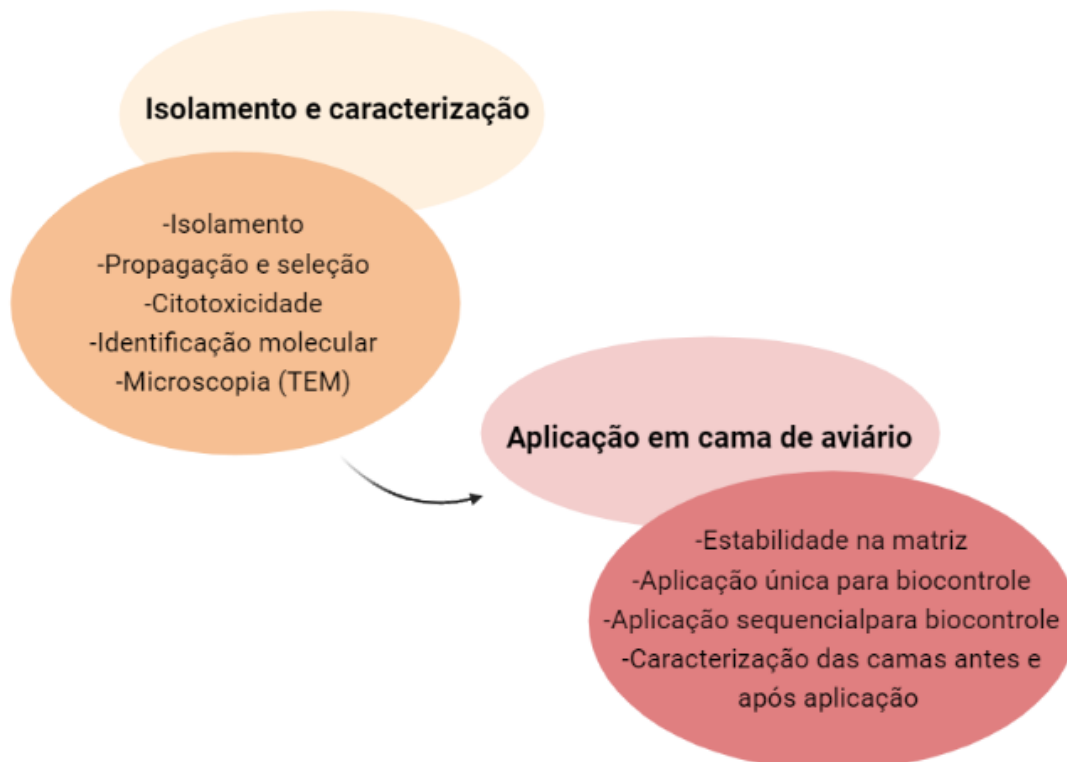 Isolamento e caracterização
-Isolamento
-Propagação e seleção
-Citotoxicidade
-Identificação molecular
-Microscopia (TEM)
Aplicação em cama de aviário
-Estabilidade na matriz
-Aplicação única para biocontrole
-Aplicação sequencialpara biocontrole
-Caracterização das camas antes e
após aplicação